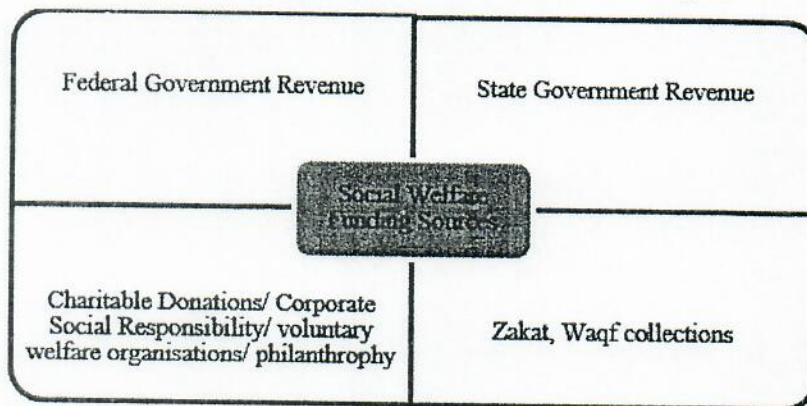 Federal Government Revenue
State Government Revenue
Social Welfare
Funding Sources
Charitable Donations/ Corporate
Social Responsibility/ voluntary
welfare organisations/ philanthrophy
Zakat, Waqf collections